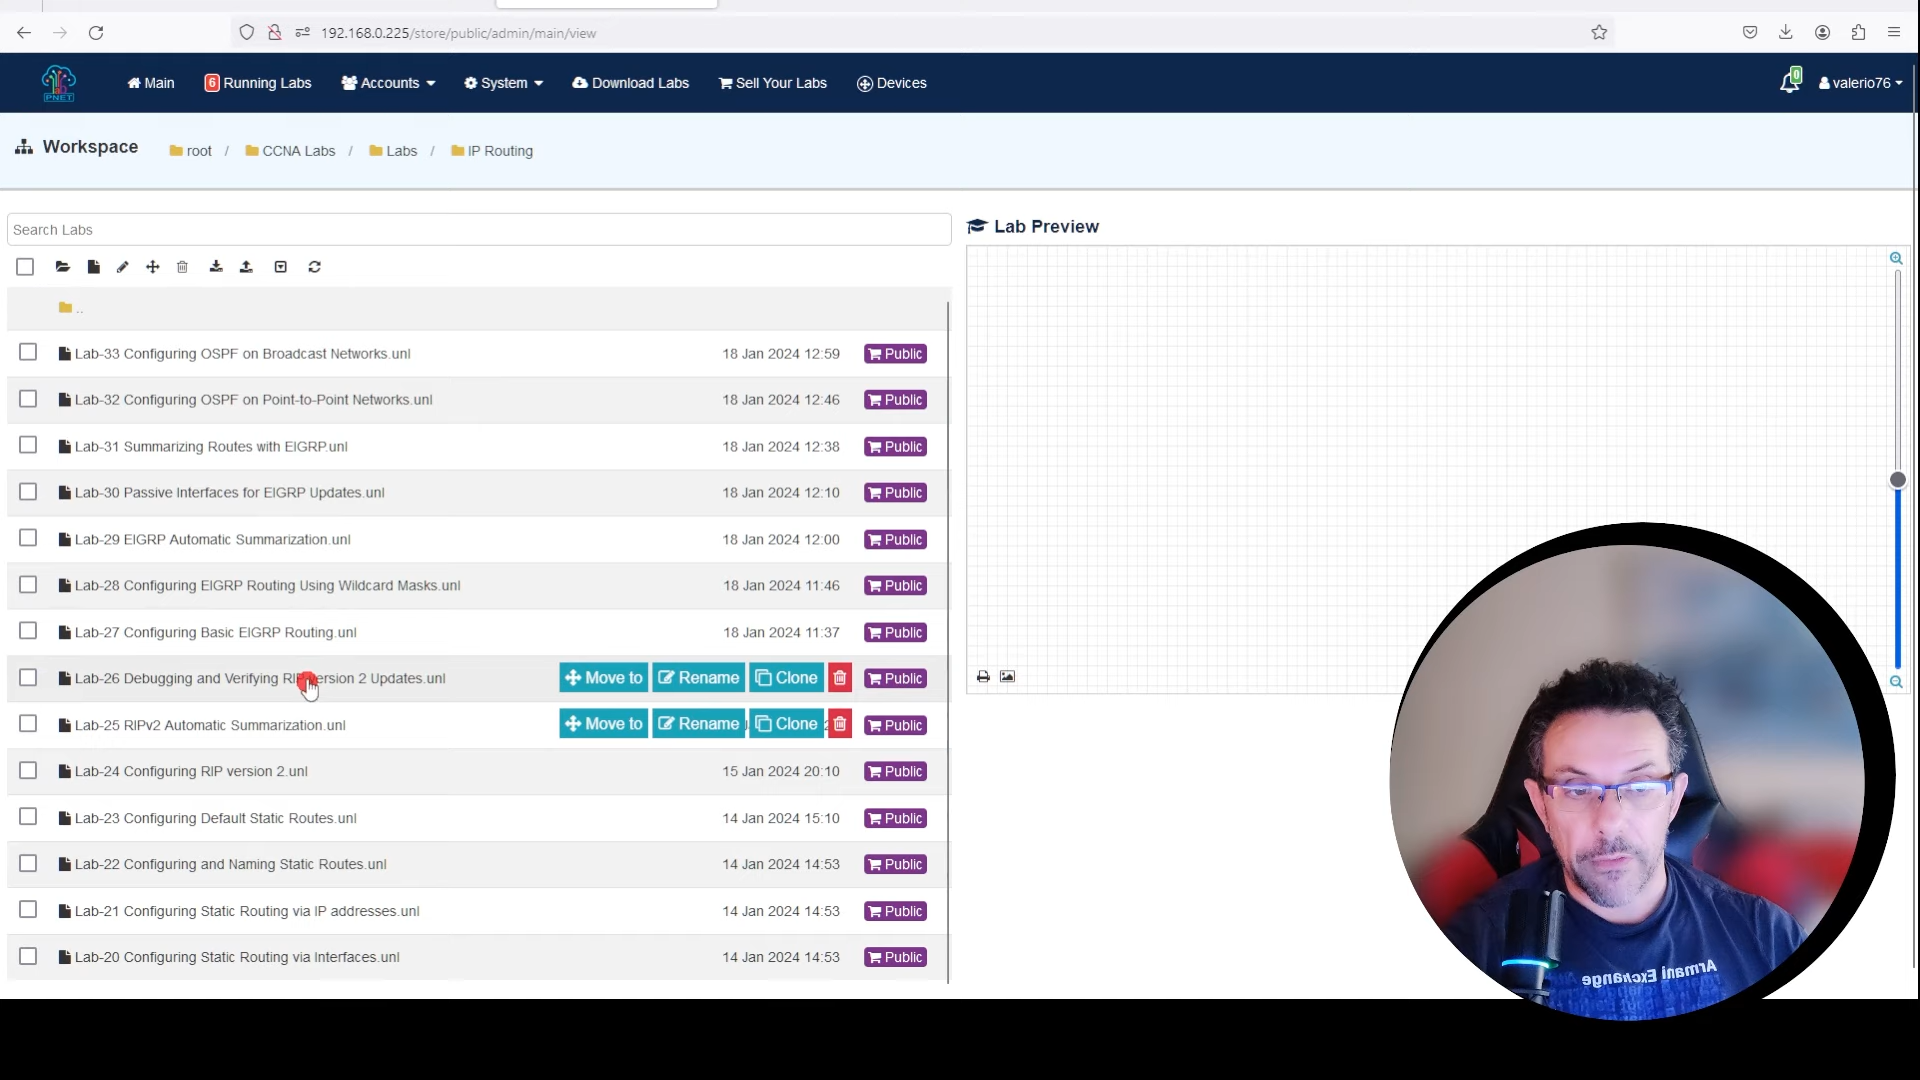 192.168.0.225/store/public/admin/main/view
PNET
Main
6 Running Labs
Accounts
System
Download Labs
Sell Your Labs
Devices
0
valerio76
Workspace
root / CCNA Labs / Labs / IP Routing
Search Labs
Lab Preview
..
Lab-33 Configuring OSPF on Broadcast Networks.unl 18 Jan 2024 12:59 Public
Lab-32 Configuring OSPF on Point-to-Point Networks.unl 18 Jan 2024 12:46 Public
Lab-31 Summarizing Routes with EIGRP.unl 18 Jan 2024 12:38 Public
Lab-30 Passive Interfaces for EIGRP Updates.unl 18 Jan 2024 12:10 Public
Lab-29 EIGRP Automatic Summarization.unl 18 Jan 2024 12:00 Public
Lab-28 Configuring EIGRP Routing Using Wildcard Masks.unl 18 Jan 2024 11:46 Public
Lab-27 Configuring Basic EIGRP Routing.unl 18 Jan 2024 11:37 Public
Lab-26 Debugging and Verifying RIP version 2 Updates.unl Move to Rename Clone Public
Lab-25 RIPv2 Automatic Summarization.unl Move to Rename Clone Public
Lab-24 Configuring RIP version 2.unl 15 Jan 2024 20:10 Public
Lab-23 Configuring Default Static Routes.unl 14 Jan 2024 15:10 Public
Lab-22 Configuring and Naming Static Routes.unl 14 Jan 2024 14:53 Public
Lab-21 Configuring Static Routing via IP addresses.unl 14 Jan 2024 14:53 Public
Lab-20 Configuring Static Routing via Interfaces.unl 14 Jan 2024 14:53 Public
Armani Exchange